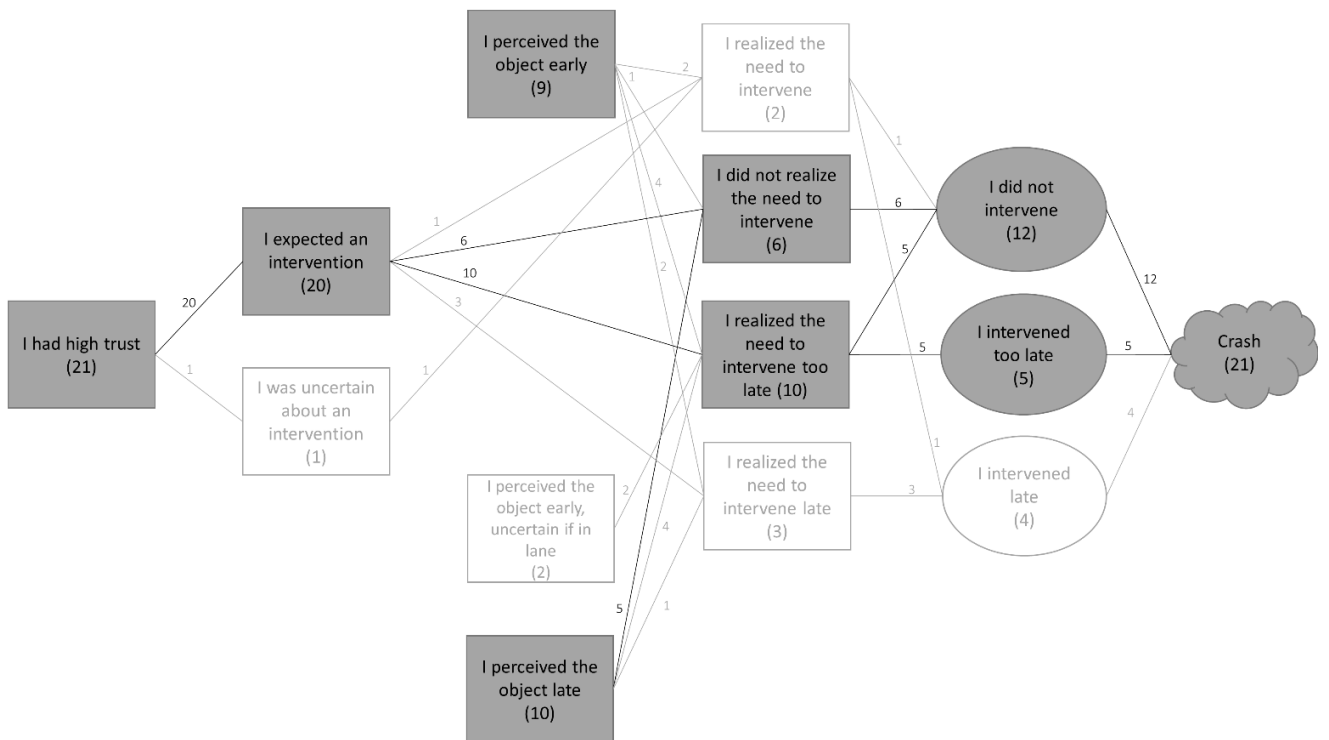 I had high trust
(21)
20
1
I expected an
intervention
(20)
I was uncertain
about an
intervention
(1)
1
6
10
3
1
I perceived the
object early
(9)
2
1
4
2
I perceived the
object early,
uncertain if in
lane
(2)
2
I perceived the
object late
(10)
5
4
1
I realized the
need to
intervene
(2)
1
1
I did not realize
the need to
intervene
(6)
6
I realized the
need to
intervene too
late (10)
5
5
I realized the
need to
intervene late
(3)
3
I did not
intervene
(12)
12
I intervened
too late
(5)
5
I intervened
late
(4)
4
Crash
(21)